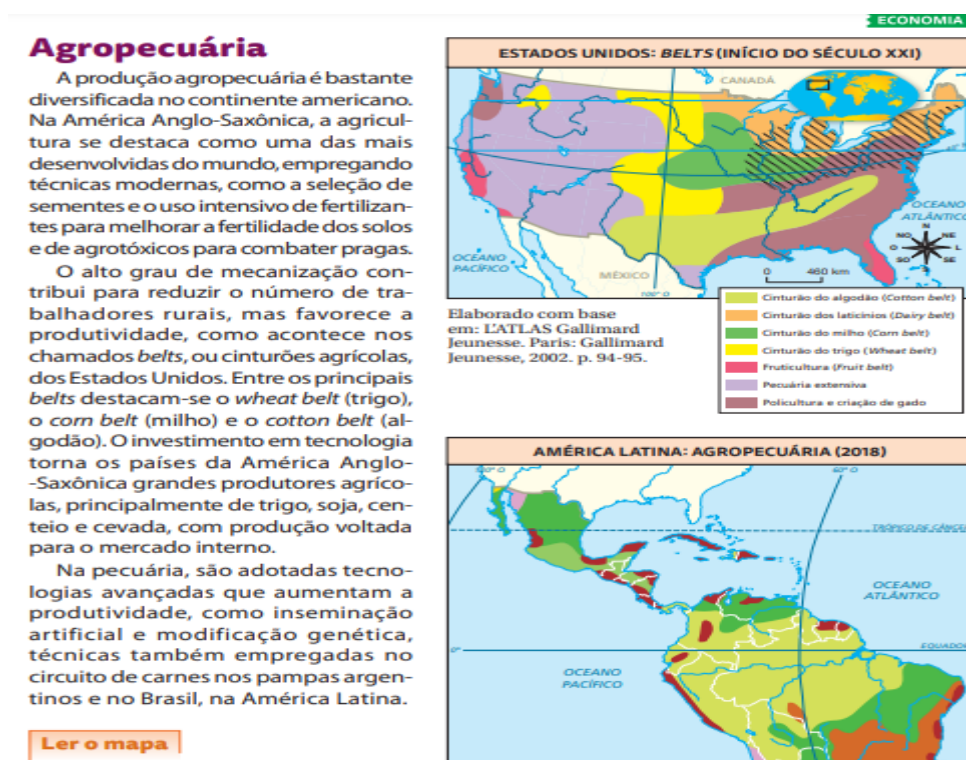 ECONOMIA
Agropecuária
A produção agropecuária é bastante
diversificada no continente americano.
Na América Anglo-Saxônica, a agricul-
tura se destaca como uma das mais
desenvolvidas do mundo, empregando
técnicas modernas, como a seleção de
sementes e o uso intensivo de fertilizan-
tes para melhorar a fertilidade dos solos
e de agrotóxicos para combater pragas.
O alto grau de mecanização con-
tribui para reduzir o número de tra-
balhadores rurais, mas favorece a
produtividade, como acontece nos
chamados belts, ou cinturões agrícolas,
dos Estados Unidos. Entre os principais
belts destacam-se o wheat belt (trigo),
o corn belt (milho) e o cotton belt (al-
godão). O investimento em tecnologia
torna os países da América Anglo-
-Saxônica grandes produtores agríco-
las, principalmente de trigo, soja, cen-
teio e cevada, com produção voltada
para o mercado interno.
Na pecuária, são adotadas tecno-
logias avançadas que aumentam a
produtividade, como inseminação
artificial e modificação genética,
técnicas também empregadas no
circuito de carnes nos pampas argen-
tinos e no Brasil, na América Latina.
Ler o mapa
ESTADOS UNIDOS: BELTS (INÍCIO DO SÉCULO XXI)
CANADÁ
OCEANO
ATLÂNTICO
N
NO NE
O L
SO SE
S
OCEANO
PACÍFICO
MÉXICO
0 460 km
100° O
Elaborado com base
em: L'ATLAS Gallimard
Jeunesse. Paris: Gallimard
Jeunesse, 2002. p. 94-95.
Cinturão do algodão (Cotton belt)
Cinturão dos laticínios (Dairy belt)
Cinturão do milho (Corn belt)
Cinturão do trigo (Wheat belt)
Fruticultura (Fruit belt)
Pecuária extensiva
Policultura e criação de gado
AMÉRICA LATINA: AGROPECUÁRIA (2018)
60° O
TRÓPICO DE CÂNCER
OCEANO
ATLÂNTICO
0°
EQUADOR
OCEANO
PACÍFICO